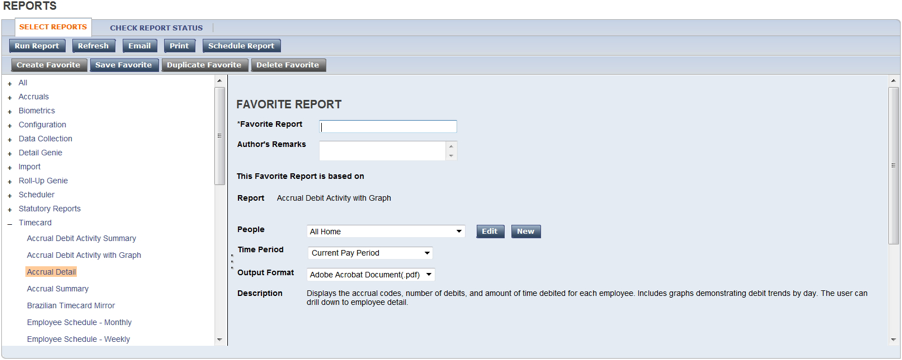 REPORTS
SELECT REPORTS CHECK REPORT STATUS
Run Report Refresh Email Print Schedule Report
Create Favorite Save Favorite Duplicate Favorite Delete Favorite
All
Accruals
Biometrics
Configuration
Data Collection
Detail Genie
Import
Roll-Up Genie
Scheduler
Statutory Reports
Timecard
Accrual Debit Activity Summary
Accrual Debit Activity with Graph
Accrual Detail
Accrual Summary
Brazilian Timecard Mirror
Employee Schedule - Monthly
Employee Schedule - Weekly
FAVORITE REPORT
*Favorite Report
Author's Remarks
This Favorite Report is based on
Report Accrual Debit Activity with Graph
People All Home Edit New
Time Period Current Pay Period
Output Format Adobe Acrobat Document(.pdf)
Description Displays the accrual codes, number of debits, and amount of time debited for each employee. Includes graphs demonstrating debit trends by day. The user can
drill down to employee detail.